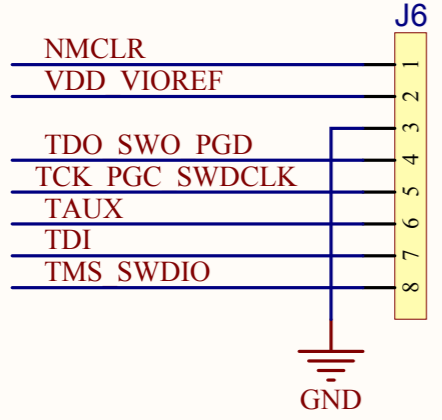 J6
NMCLR 1
VDD VIOREF 2
3
TDO SWO PGD 4
TCK PGC SWDCLK 5
TAUX 6
TDI 7
TMS SWDIO 8
GND